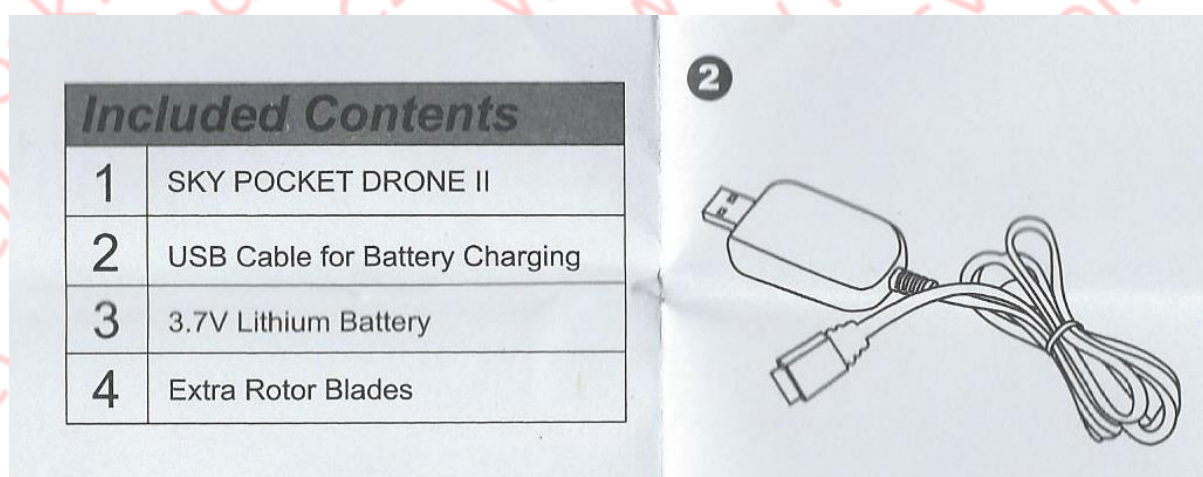 Included Contents
1 SKY POCKET DRONE II
2 USB Cable for Battery Charging
3 3.7V Lithium Battery
4 Extra Rotor Blades
2